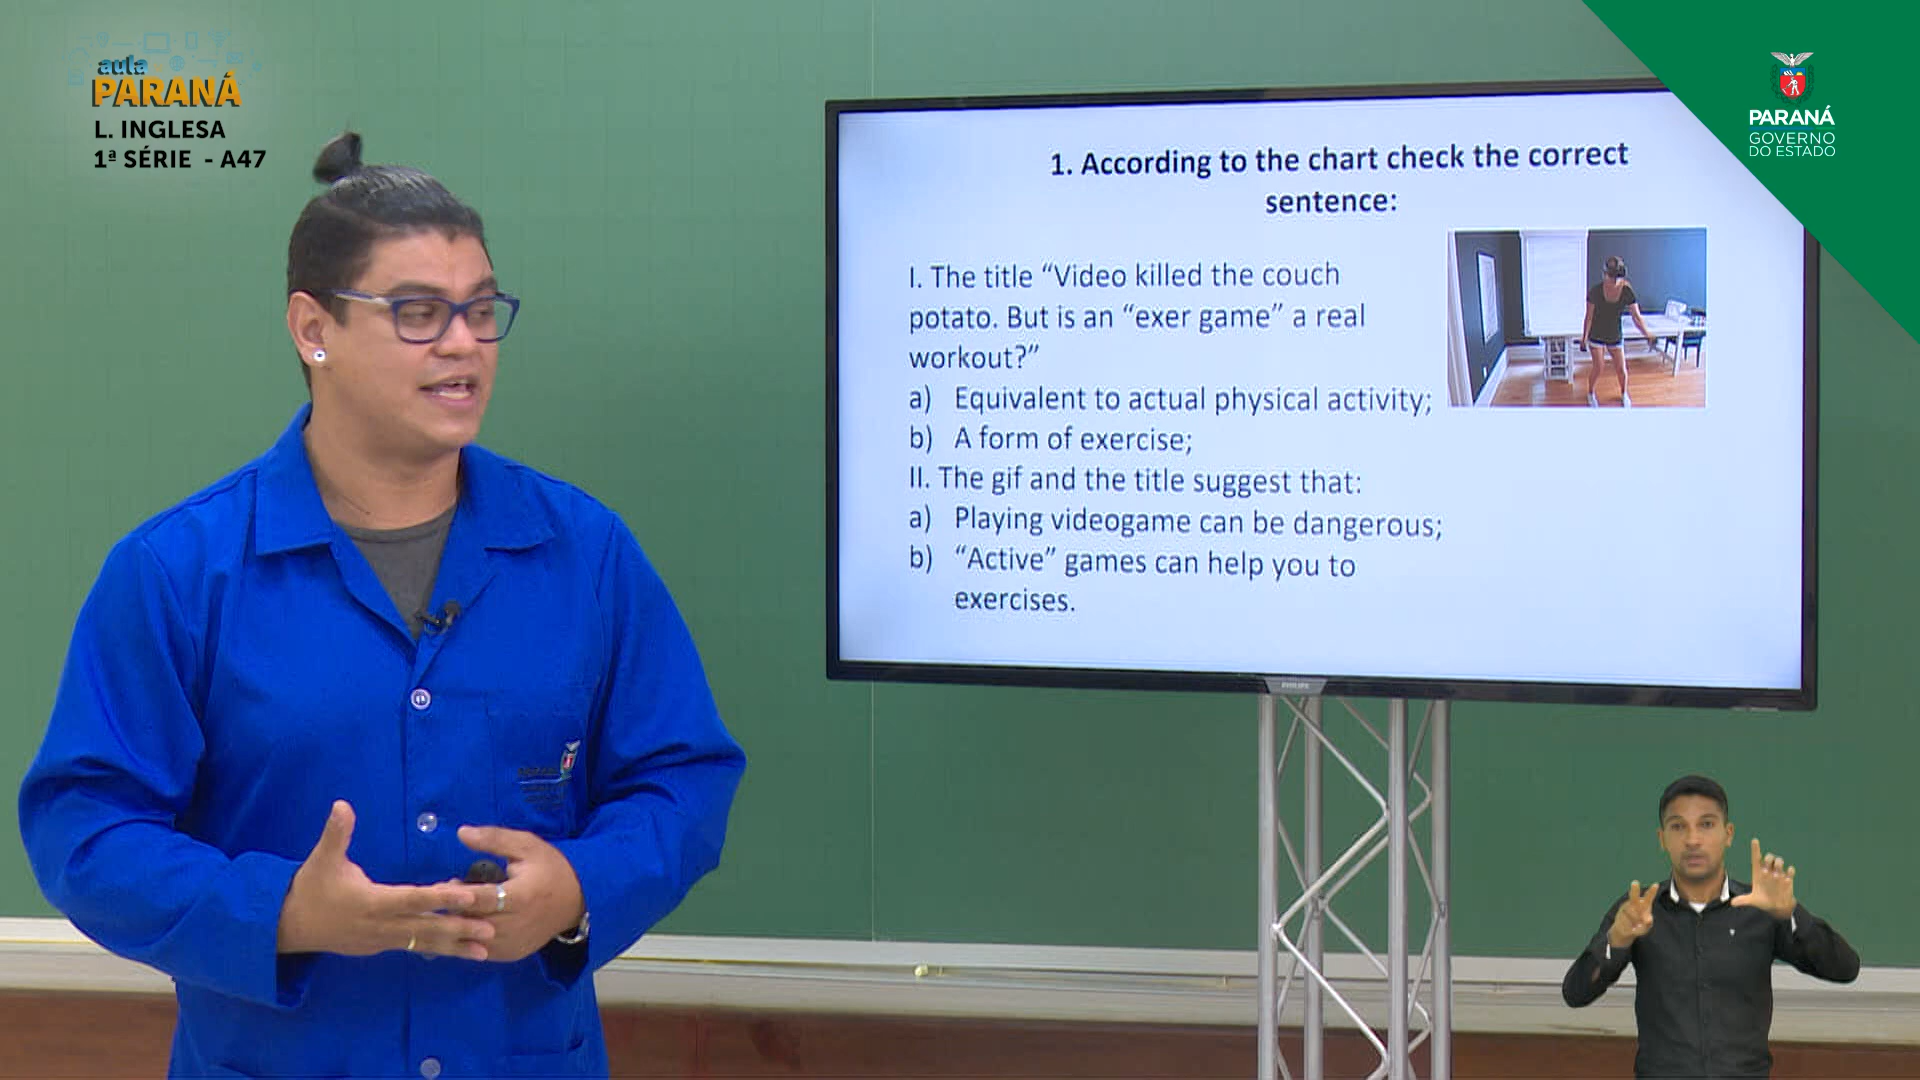 aula
PARANÁ
L. INGLESA
1ª SÉRIE - A47
PARANÁ
GOVERNO
DO ESTADO
1. According to the chart check the correct
sentence:
I. The title “Video killed the couch
potato. But is an “exer game” a real
workout?”
a) Equivalent to actual physical activity;
b) A form of exercise;
II. The gif and the title suggest that:
a) Playing videogame can be dangerous;
b) “Active” games can help you to
exercises.
PHILIPS